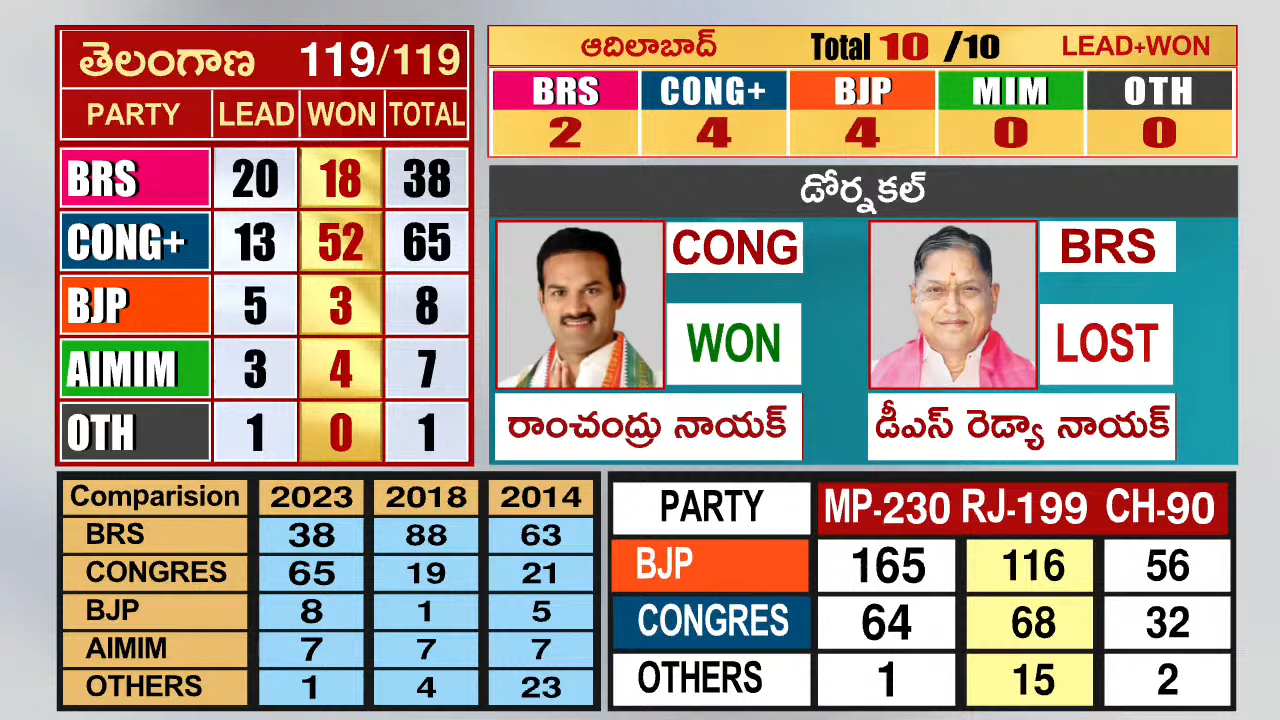 తెలంగాణ 119/119
PARTY LEAD WON TOTAL
BRS 20 18 38
CONG+ 13 52 65
BJP 5 3 8
AIMIM 3 4 7
OTH 1 0 1
ఆదిలాబాద్ Total 10 /10 LEAD+WON
BRS CONG+ BJP MIM OTH
2 4 4 0 0
డోర్నకల్
CONG BRS
WON LOST
రాంచంద్రు నాయక్ డీఎస్ రెడ్యా నాయక్
Comparision 2023 2018 2014
BRS 38 88 63
CONGRES 65 19 21
BJP 8 1 5
AIMIM 7 7 7
OTHERS 1 4 23
PARTY MP-230 RJ-199 CH-90
BJP 165 116 56
CONGRES 64 68 32
OTHERS 1 15 2